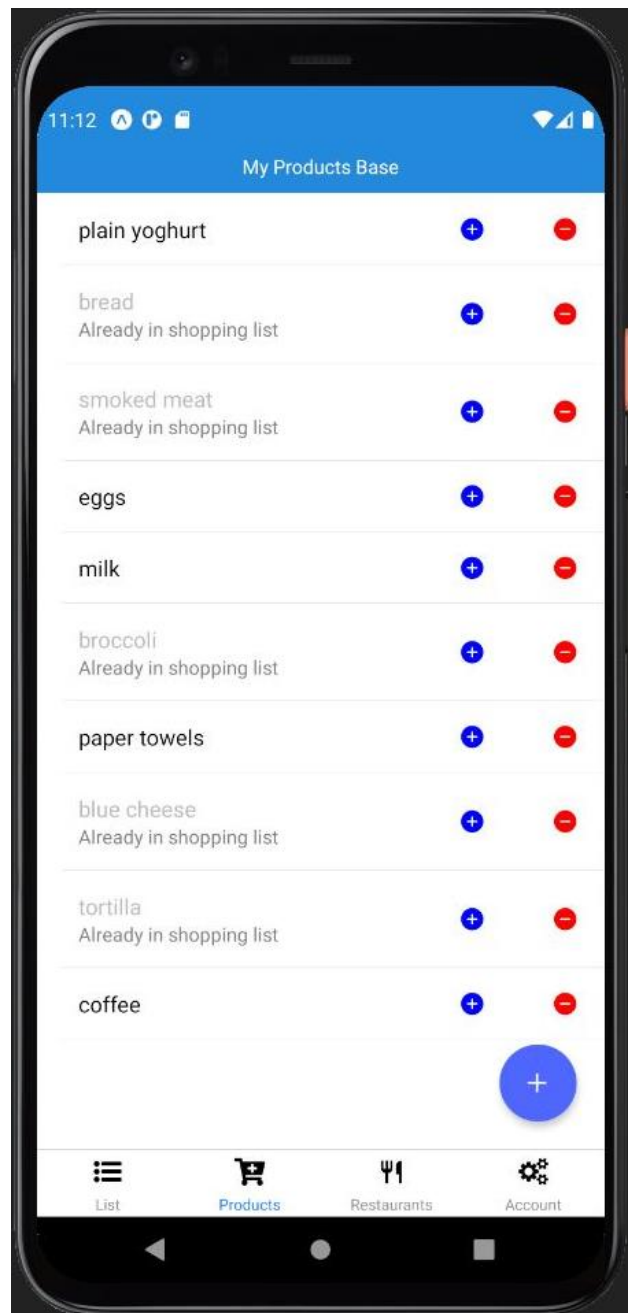 11:12
My Products Base
plain yoghurt
bread
Already in shopping list
smoked meat
Already in shopping list
eggs
milk
broccoli
Already in shopping list
paper towels
blue cheese
Already in shopping list
tortilla
Already in shopping list
coffee
List Products Restaurants Account